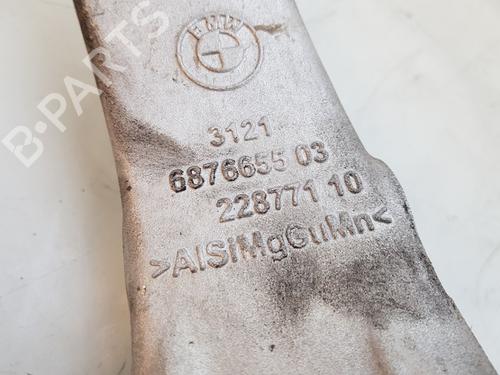 BMW
3121
6876655 03
228771 10
>AlSiMgCuMn<
B-PARTS